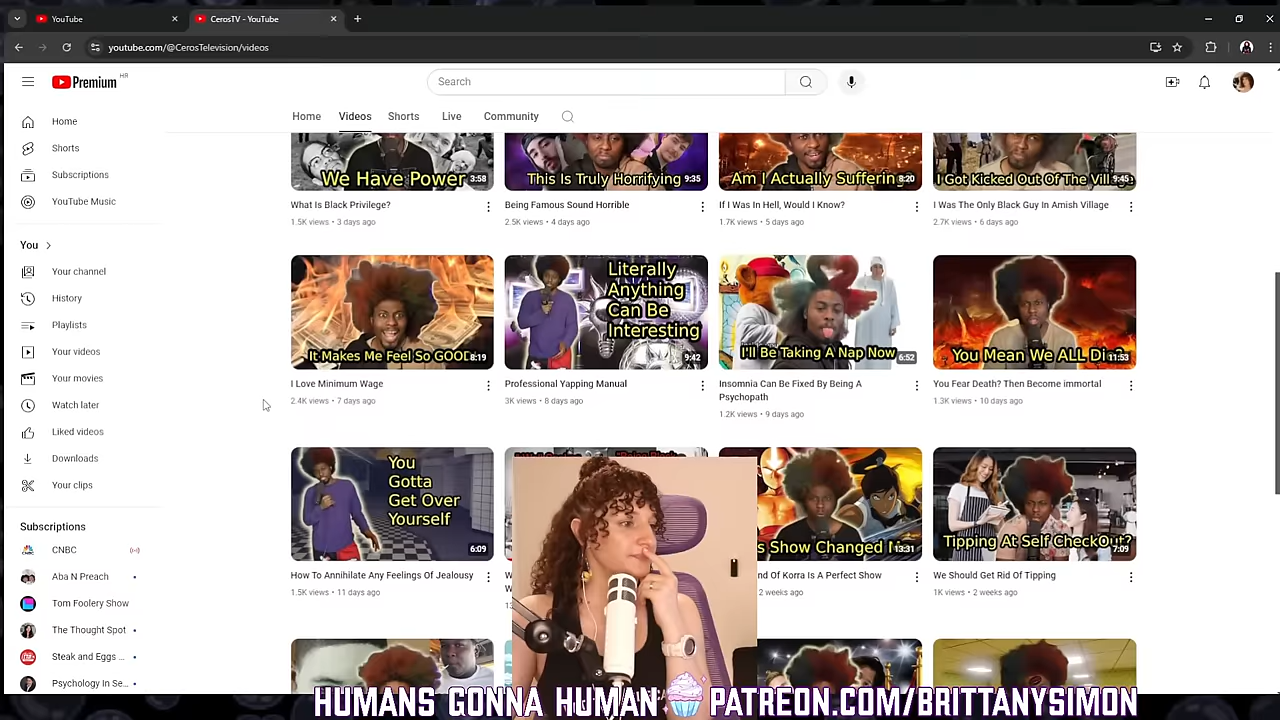 YouTube
CerosTV - YouTube
youtube.com/@CerosTelevision/videos
Premium HR
Search
Home
Videos
Shorts
Live
Community
Home
Shorts
Subscriptions
YouTube Music
You
Your channel
History
Playlists
Your videos
Your movies
Watch later
Liked videos
Downloads
Your clips
Subscriptions
CNBC
Aba N Preach
Tom Foolery Show
The Thought Spot
Steak and Eggs ...
Psychology In Se...
We Have Power
3:58
This Is Truly Horrifying
9:35
Am I Actually Suffering
8:20
I Got Kicked Out Of The Village
9:45
What Is Black Privilege?
1.5K views • 3 days ago
Being Famous Sound Horrible
2.5K views • 4 days ago
If I Was In Hell, Would I Know?
1.7K views • 5 days ago
I Was The Only Black Guy In Amish Village
2.7K views • 6 days ago
It Makes Me Feel So GOOD
8:19
Literally
Anything
Can Be
Interesting
9:42
I'll Be Taking A Nap Now
6:52
You Mean We ALL Di
11:53
I Love Minimum Wage
2.4K views • 7 days ago
Professional Yapping Manual
3K views • 8 days ago
Insomnia Can Be Fixed By Being A
Psychopath
1.2K views • 9 days ago
You Fear Death? Then Become immortal
1.3K views • 10 days ago
You
Gotta
Get Over
Yourself
6:09
s Show Changed
13:31
Tipping At Self CheckOut?
7:09
How To Annihilate Any Feelings Of Jealousy
1.5K views • 11 days ago
nd Of Korra Is A Perfect Show
2 weeks ago
We Should Get Rid Of Tipping
1K views • 2 weeks ago
HUMANS GONNA HUMAN PATREON.COM/BRITTANYSIMON